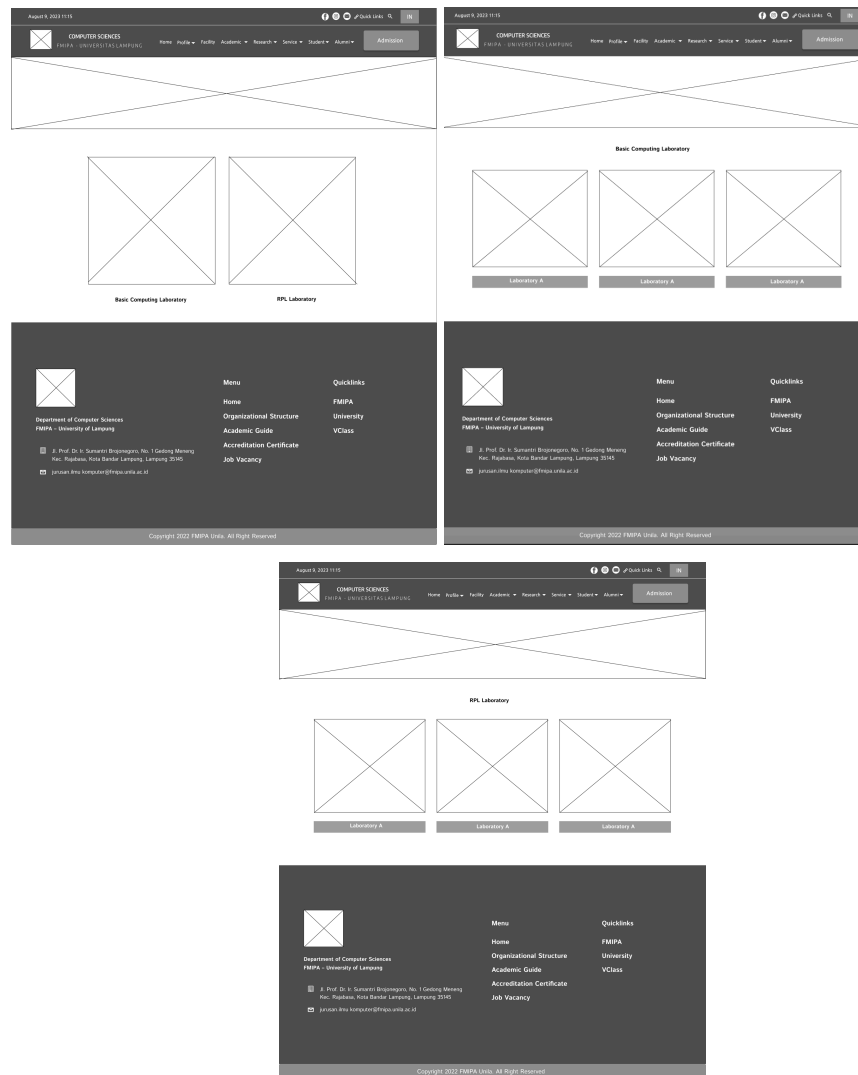 August 9, 2023 11:15
Quick Links
IN
COMPUTER SCIENCES
FMIPA - UNIVERSITAS LAMPUNG
Home Profile Facility Academic Research Service Student Alumni
Admission
Basic Computing Laboratory
RPL Laboratory
Department of Computer Sciences
FMIPA – University of Lampung
Jl. Prof. Dr. Ir. Sumantri Brojonegoro, No. 1 Gedong Meneng
Kec. Rajabasa, Kota Bandar Lampung, Lampung 35145
jurusan.ilmu komputer@fmipa.unila.ac.id
Menu
Home
Organizational Structure
Academic Guide
Accreditation Certificate
Job Vacancy
Quicklinks
FMIPA
University
VClass
Copyright 2022 FMIPA Unila. All Right Reserved
August 9, 2023 11:15
Quick Links
IN
COMPUTER SCIENCES
FMIPA - UNIVERSITAS LAMPUNG
Home Profile Facility Academic Research Service Student Alumni
Admission
Basic Computing Laboratory
Laboratory A
Laboratory A
Laboratory A
Department of Computer Sciences
FMIPA – University of Lampung
Jl. Prof. Dr. Ir. Sumantri Brojonegoro, No. 1 Gedong Meneng
Kec. Rajabasa, Kota Bandar Lampung, Lampung 35145
jurusan.ilmu komputer@fmipa.unila.ac.id
Menu
Home
Organizational Structure
Academic Guide
Accreditation Certificate
Job Vacancy
Quicklinks
FMIPA
University
VClass
Copyright 2022 FMIPA Unila. All Right Reserved
August 9, 2023 11:15
Quick Links
IN
COMPUTER SCIENCES
FMIPA - UNIVERSITAS LAMPUNG
Home Profile Facility Academic Research Service Student Alumni
Admission
RPL Laboratory
Laboratory A
Laboratory A
Laboratory A
Department of Computer Sciences
FMIPA – University of Lampung
Jl. Prof. Dr. Ir. Sumantri Brojonegoro, No. 1 Gedong Meneng
Kec. Rajabasa, Kota Bandar Lampung, Lampung 35145
jurusan.ilmu komputer@fmipa.unila.ac.id
Menu
Home
Organizational Structure
Academic Guide
Accreditation Certificate
Job Vacancy
Quicklinks
FMIPA
University
VClass
Copyright 2022 FMIPA Unila. All Right Reserved